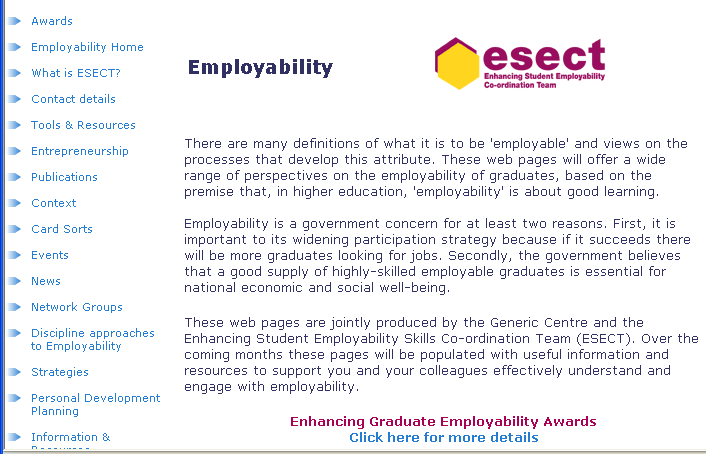 Awards
Employability Home
What is ESECT?
Contact details
Tools & Resources
Entrepreneurship
Publications
Context
Card Sorts
Events
News
Network Groups
Discipline approaches
to Employability
Strategies
Personal Development
Planning
Information &
Resources
Employability
esect
Enhancing Student Employability
Co-ordination Team
There are many definitions of what it is to be 'employable' and views on the
processes that develop this attribute. These web pages will offer a wide
range of perspectives on the employability of graduates, based on the
premise that, in higher education, 'employability' is about good learning.
Employability is a government concern for at least two reasons. First, it is
important to its widening participation strategy because if it succeeds there
will be more graduates looking for jobs. Secondly, the government believes
that a good supply of highly-skilled employable graduates is essential for
national economic and social well-being.
These web pages are jointly produced by the Generic Centre and the
Enhancing Student Employability Skills Co-ordination Team (ESECT). Over the
coming months these pages will be populated with useful information and
resources to support you and your colleagues effectively understand and
engage with employability.
Enhancing Graduate Employability Awards
Click here for more details